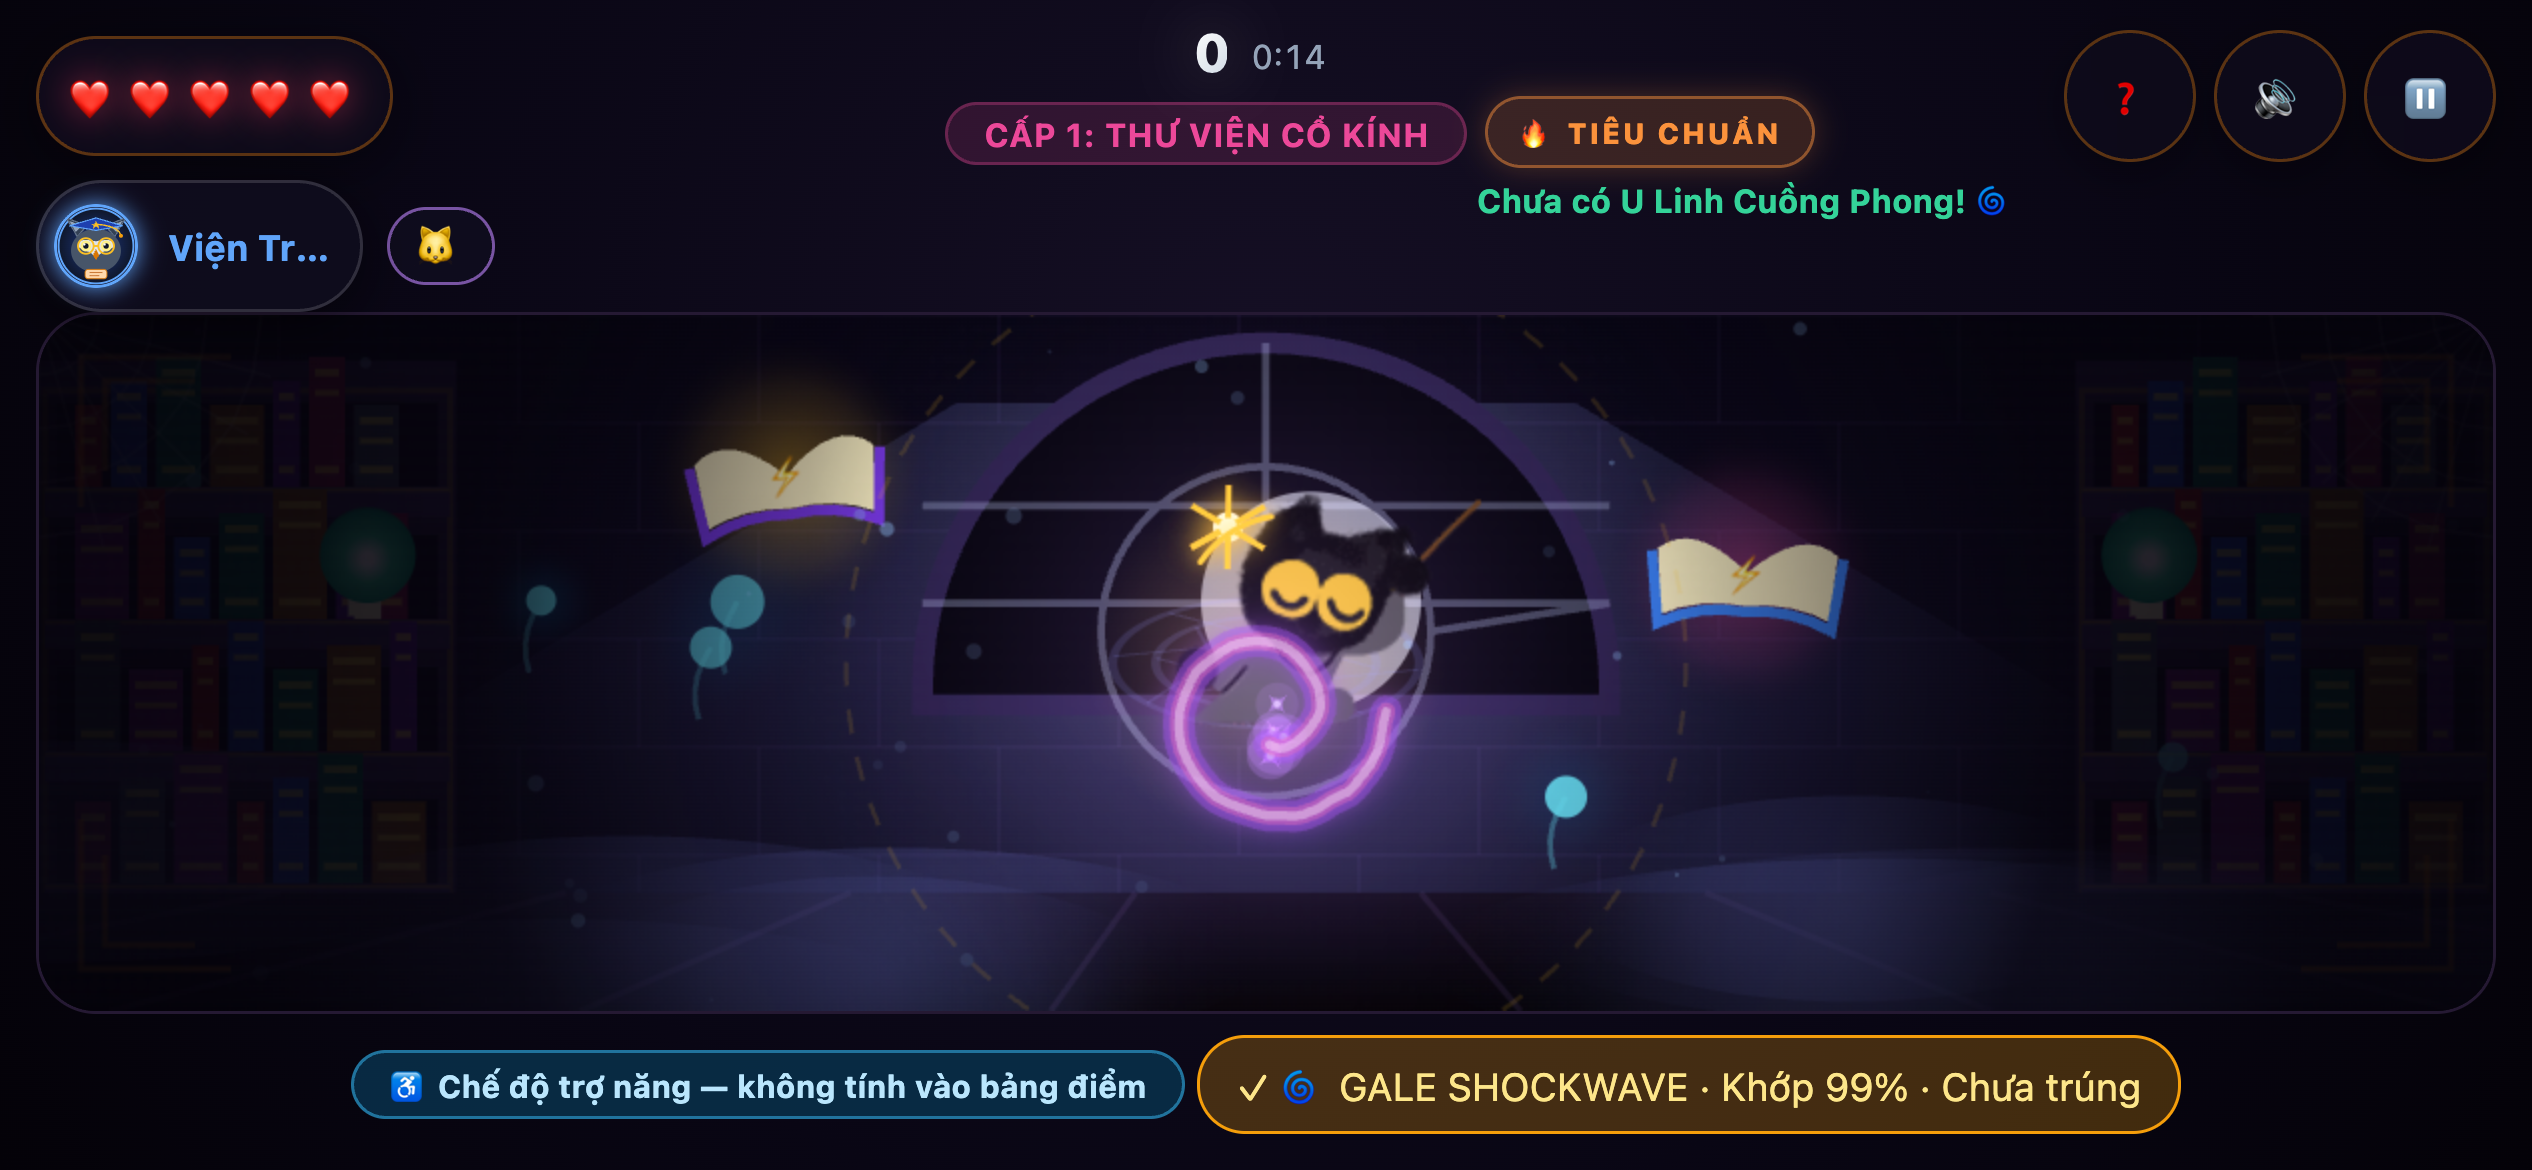 0 0:14
CẤP 1: THƯ VIỆN CỔ KÍNH
TIÊU CHUẨN
?
Chưa có U Linh Cuồng Phong!
Viện Tr...
Chế độ trợ năng — không tính vào bảng điểm
✓ GALE SHOCKWAVE · Khớp 99% · Chưa trúng